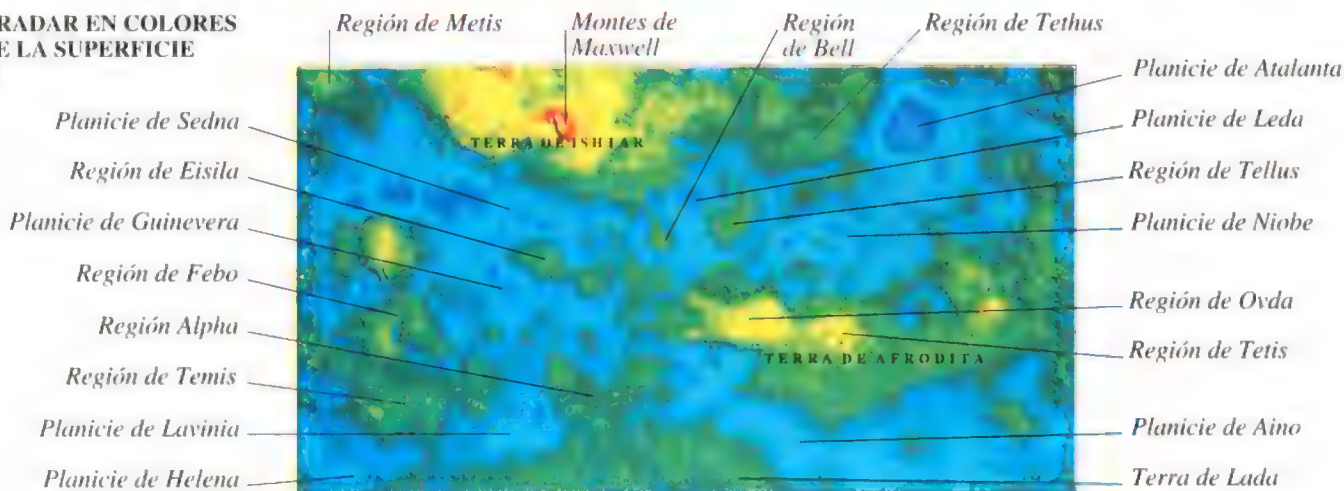 RADAR EN COLORES
E LA SUPERFICIE
Región de Metis
Montes de
Maxwell
Región
de Bell
Región de Tethus
Planicie de Sedna
Región de Eisila
Planicie de Guinevera
Región de Febo
Región Alpha
Región de Temis
Planicie de Lavinia
Planicie de Helena
TERRA DE ISHTAR
TERRA DE AFRODITA
Planicie de Atalanta
Planicie de Leda
Región de Tellus
Planicie de Niobe
Región de Ovda
Región de Tetis
Planicie de Aino
Terra de Lada